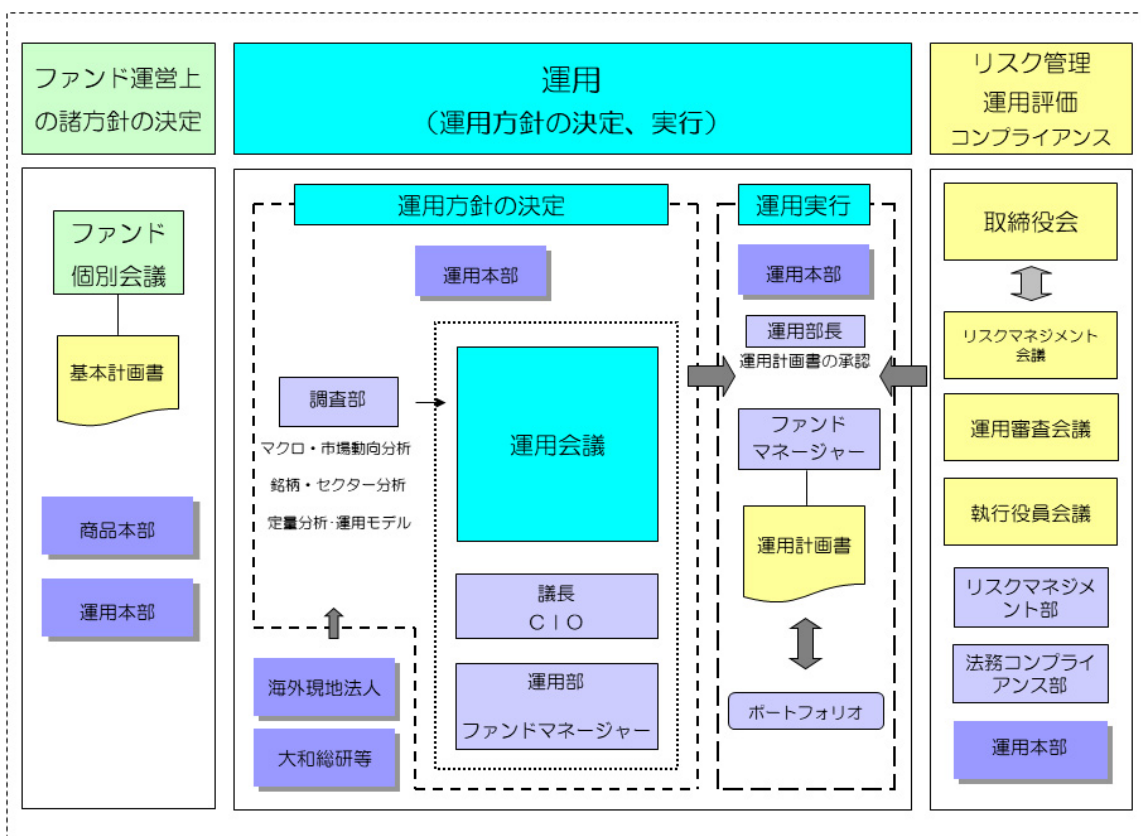 ファンド運営上
の諸方針の決定
運用
（運用方針の決定、実行）
リスク管理
運用評価
コンプライアンス
ファンド
個別会議
基本計画書
商品本部
運用本部
運用方針の決定
運用本部
調査部
マクロ・市場動向分析
銘柄・セクター分析
定量分析･運用モデル
運用会議
議長
ＣＩＯ
運用部
ファンドマネージャー
海外現地法人
大和総研等
運用実行
運用本部
運用部長
運用計画書の承認
ファンド
マネージャー
運用計画書
ポートフォリオ
取締役会
リスクマネジメント
会議
運用審査会議
執行役員会議
リスクマネジメ
ント部
法務コンプライ
アンス部
運用本部